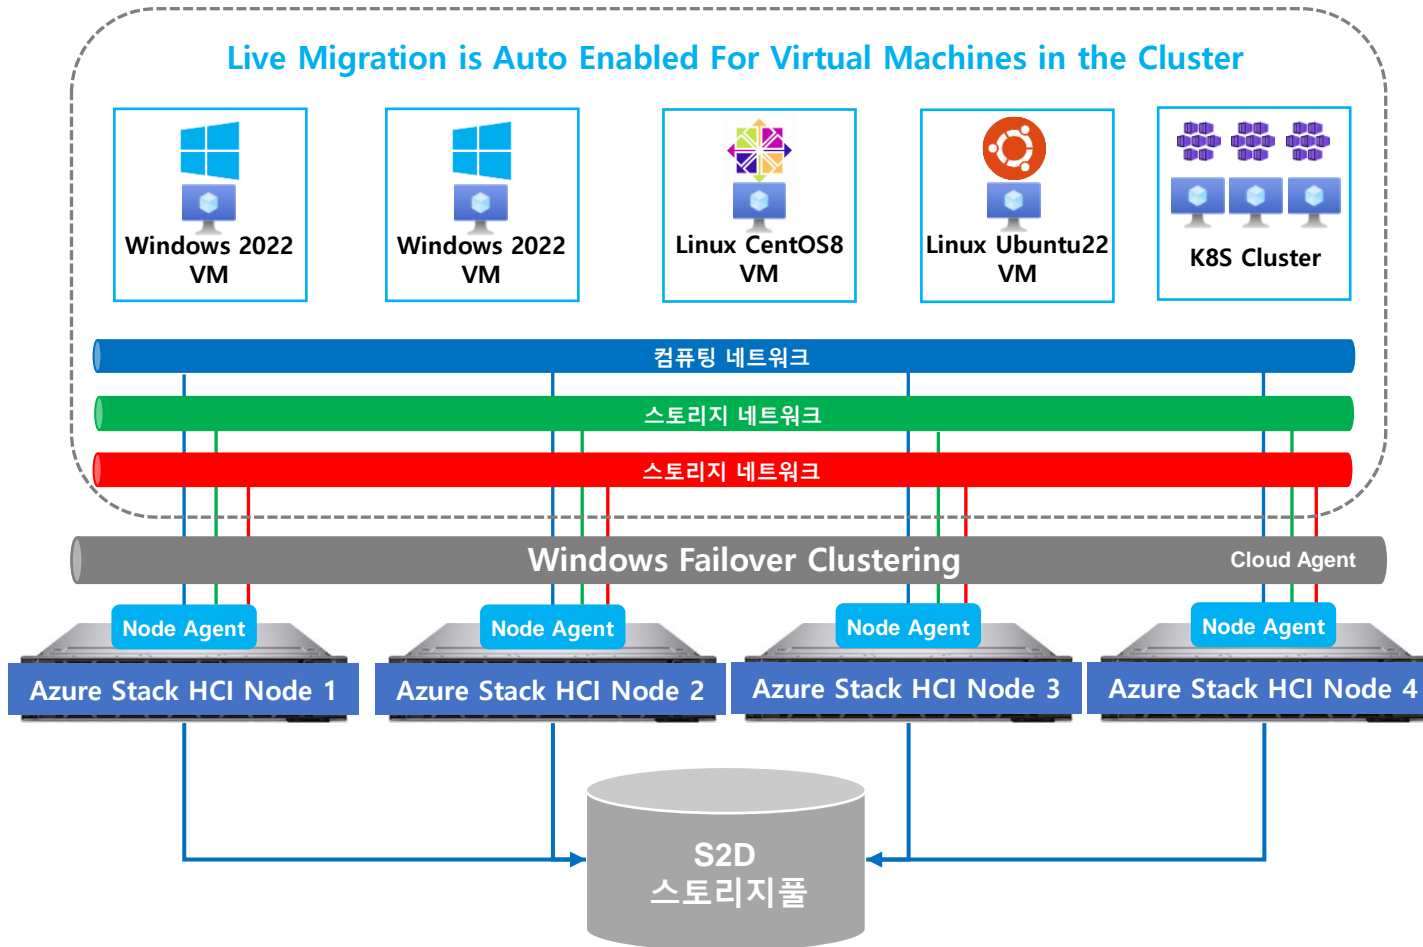 Live Migration is Auto Enabled For Virtual Machines in the Cluster
Windows 2022
VM
Windows 2022
VM
Linux CentOS8
VM
Linux Ubuntu22
VM
K8S Cluster
컴퓨팅 네트워크
스토리지 네트워크
스토리지 네트워크
Windows Failover Clustering
Cloud Agent
Node Agent
Node Agent
Node Agent
Node Agent
Azure Stack HCI Node 1
Azure Stack HCI Node 2
Azure Stack HCI Node 3
Azure Stack HCI Node 4
S2D
스토리지풀